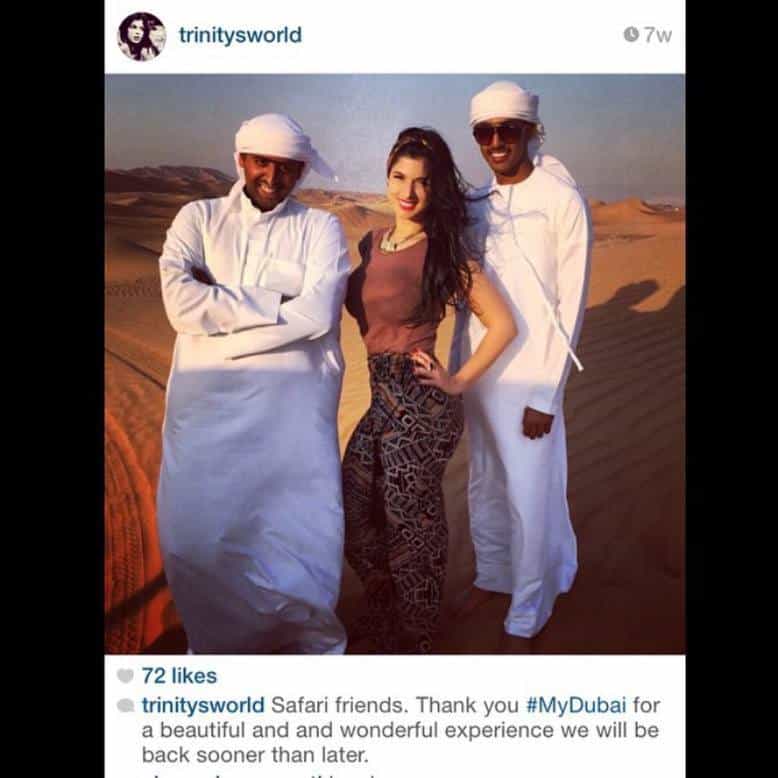 trinitysworld
7w
72 likes
trinitysworld Safari friends. Thank you #MyDubai for
a beautiful and and wonderful experience we will be
back sooner than later.